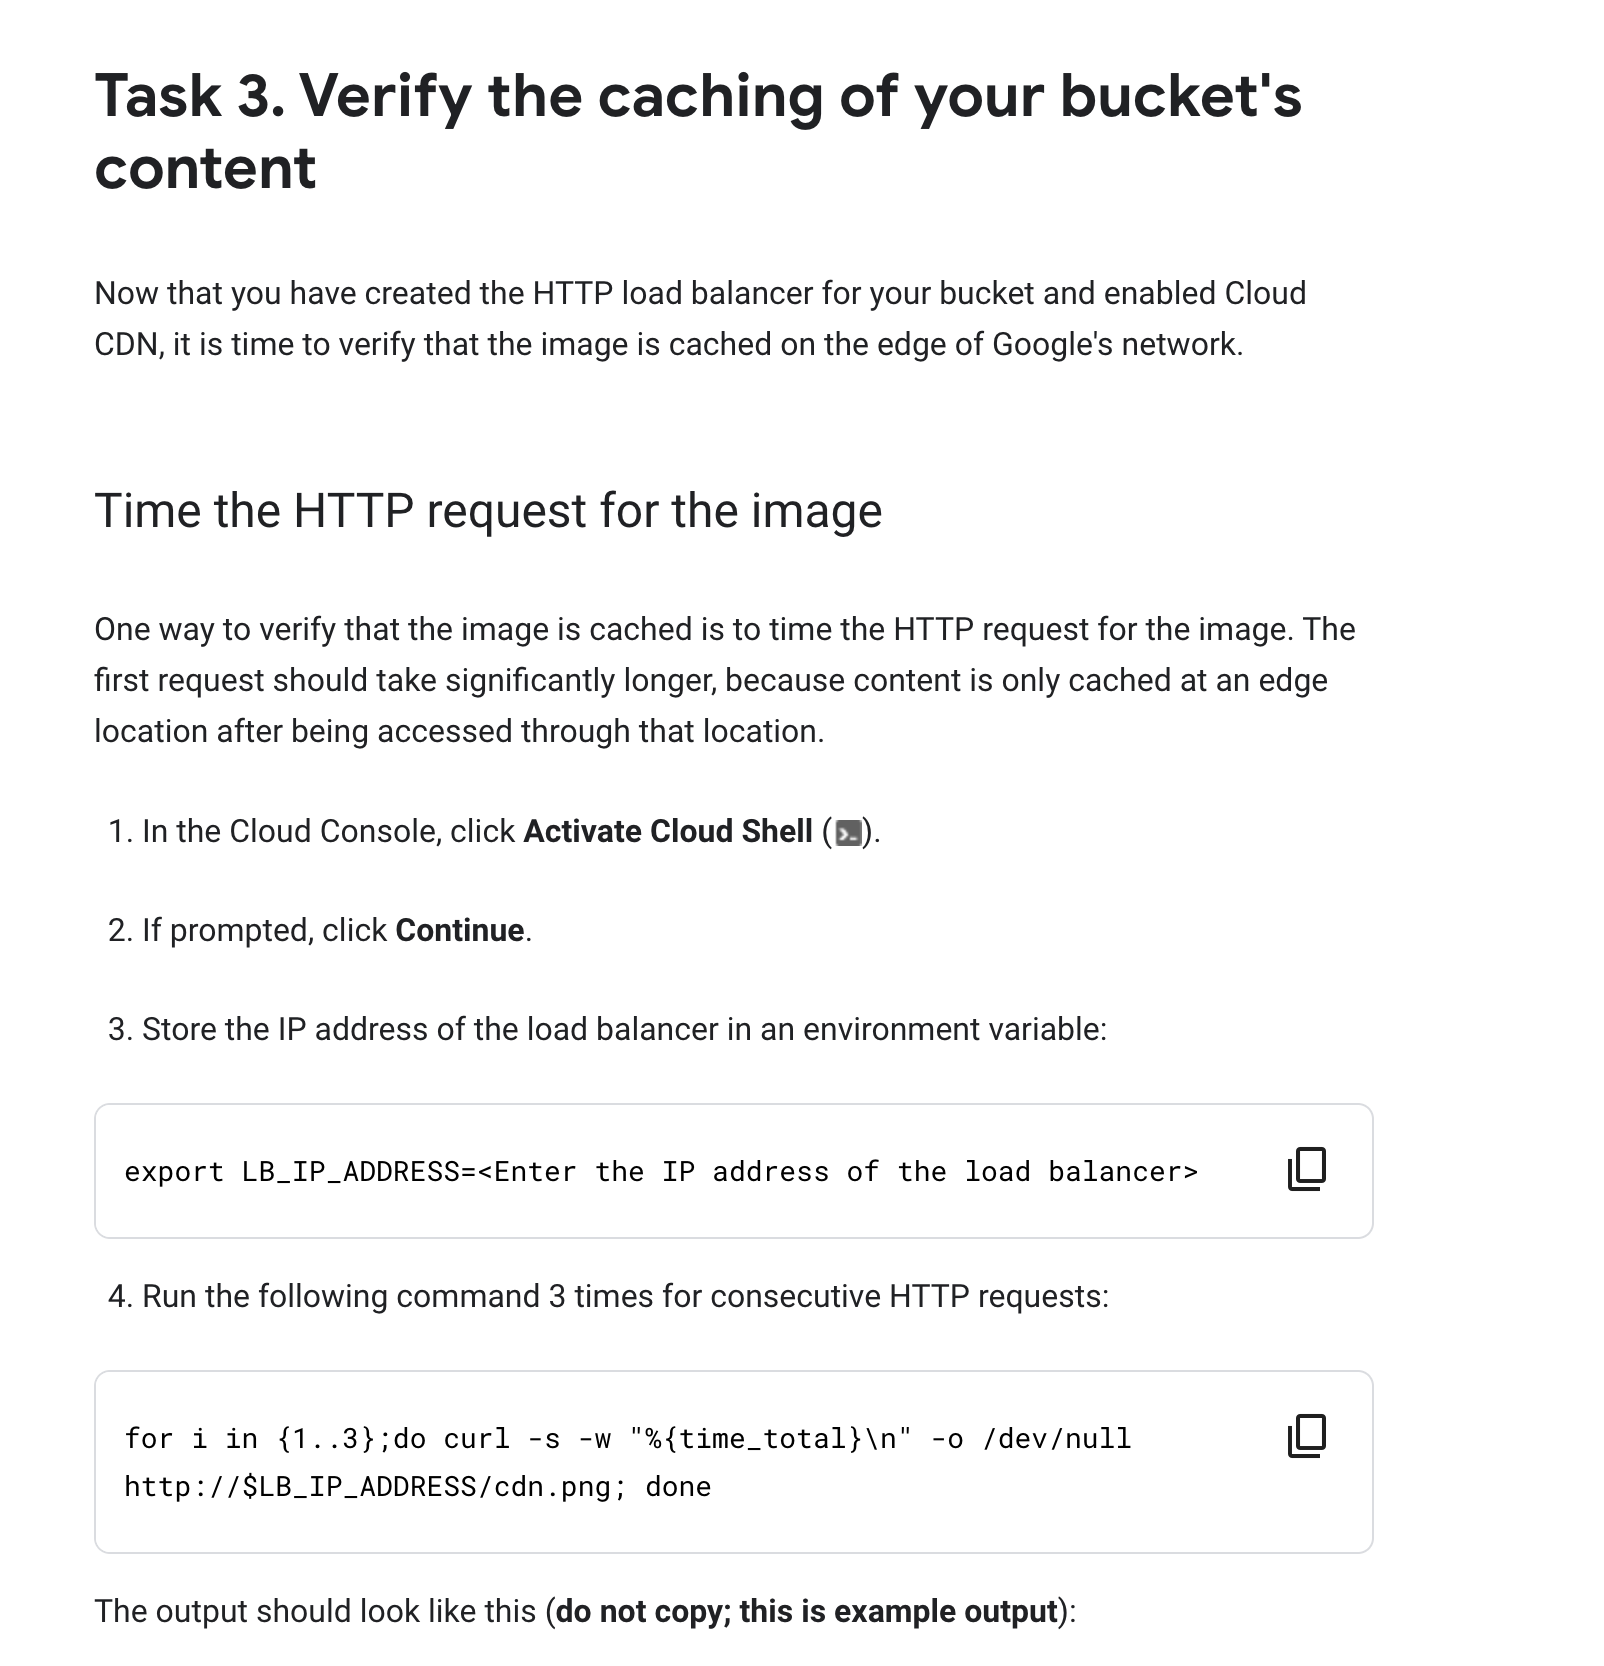 Task 3. Verify the caching of your bucket's
content
Now that you have created the HTTP load balancer for your bucket and enabled Cloud
CDN, it is time to verify that the image is cached on the edge of Google's network.
Time the HTTP request for the image
One way to verify that the image is cached is to time the HTTP request for the image. The
first request should take significantly longer, because content is only cached at an edge
location after being accessed through that location.
1. In the Cloud Console, click Activate Cloud Shell (>_).
2. If prompted, click Continue.
3. Store the IP address of the load balancer in an environment variable:
export LB_IP_ADDRESS=<Enter the IP address of the load balancer>
4. Run the following command 3 times for consecutive HTTP requests:
for i in {1..3};do curl -s -w "%{time_total}\n" -o /dev/null
http://$LB_IP_ADDRESS/cdn.png; done
The output should look like this (do not copy; this is example output):